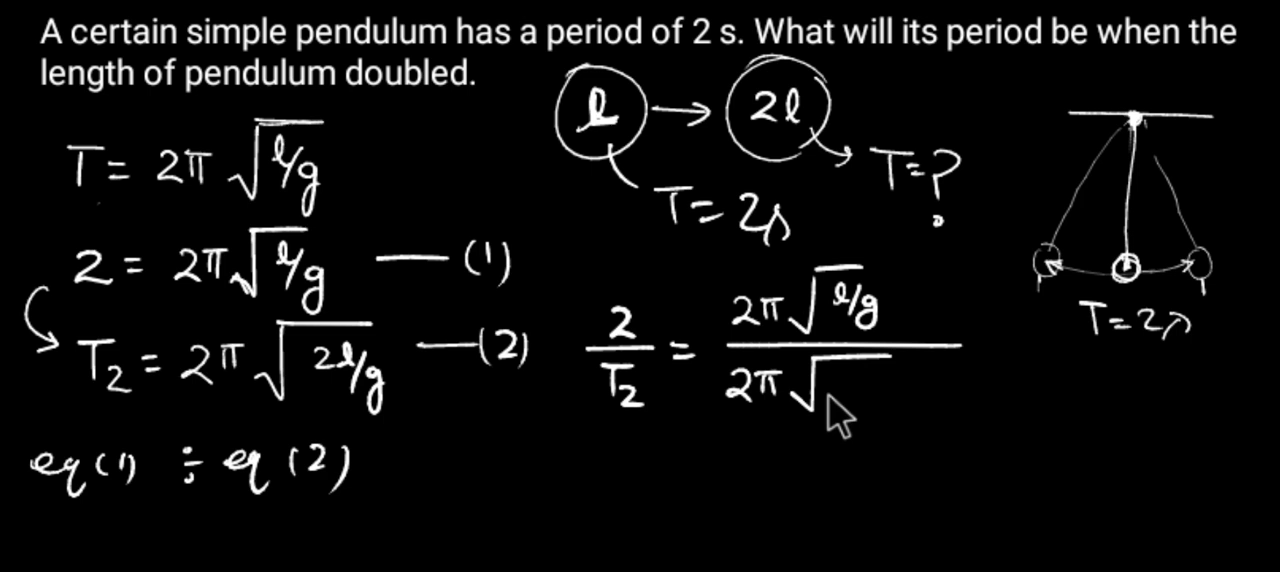 A certain simple pendulum has a period of 2 s. What will its period be when the
length of pendulum doubled.
l → 2l
T = 2π √l/g
T = 2s
T = ?
2 = 2π √l/g — (1)
T₂ = 2π √2l/g — (2)
2/T₂ = 2π √l/g / 2π √
T = 2s
eq (1) ÷ eq (2)